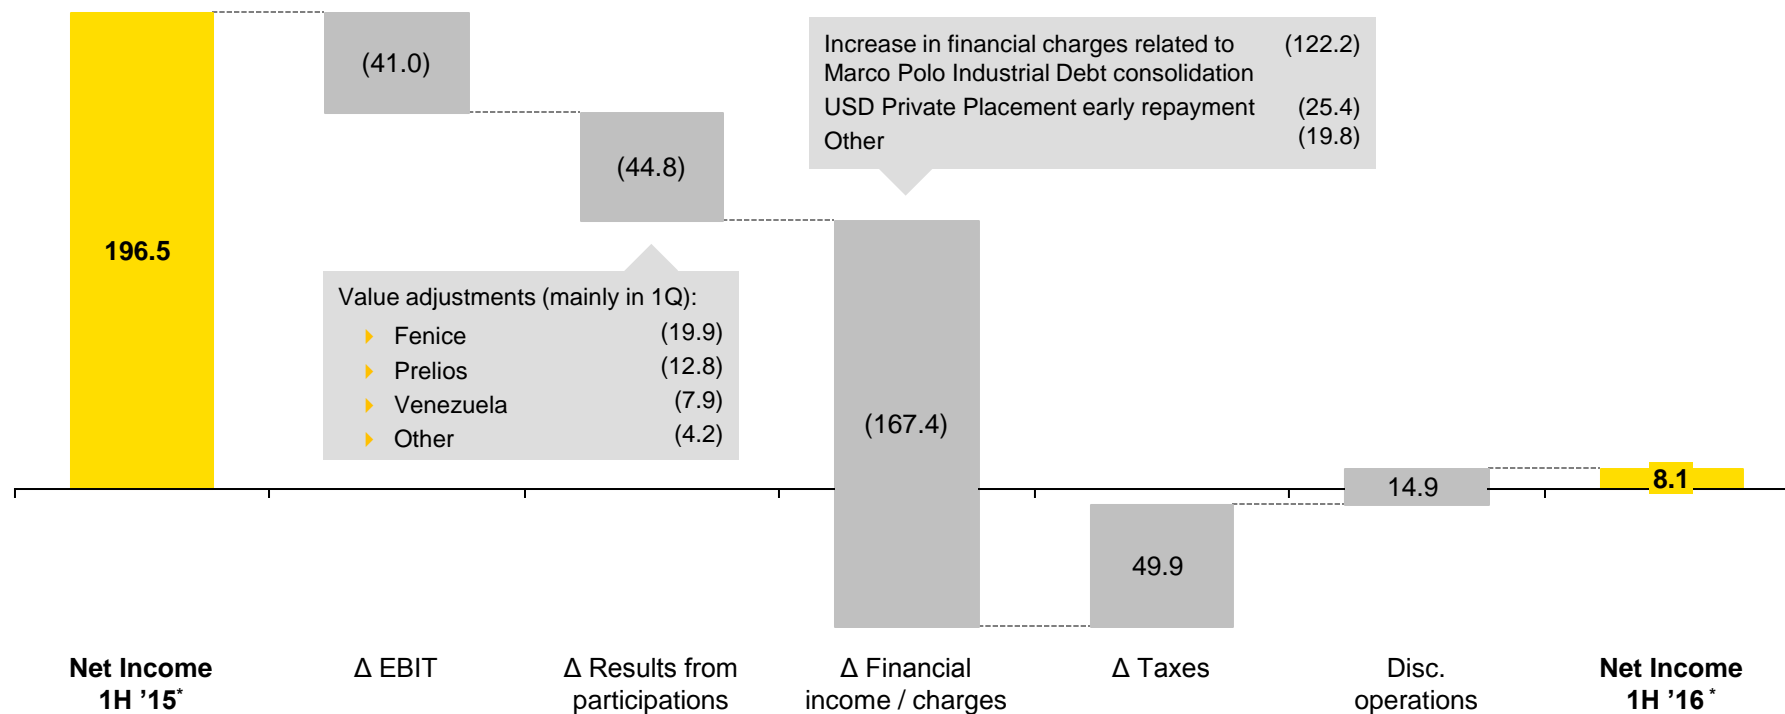 196.5
(41.0)
(44.8)
Value adjustments (mainly in 1Q):
Fenice (19.9)
Prelios (12.8)
Venezuela (7.9)
Other (4.2)
Increase in financial charges related to (122.2)
Marco Polo Industrial Debt consolidation
USD Private Placement early repayment (25.4)
Other (19.8)
(167.4)
49.9
14.9
8.1
Net Income
1H ’15*
Δ EBIT
Δ Results from
participations
Δ Financial
income / charges
Δ Taxes
Disc.
operations
Net Income
1H ’16 *